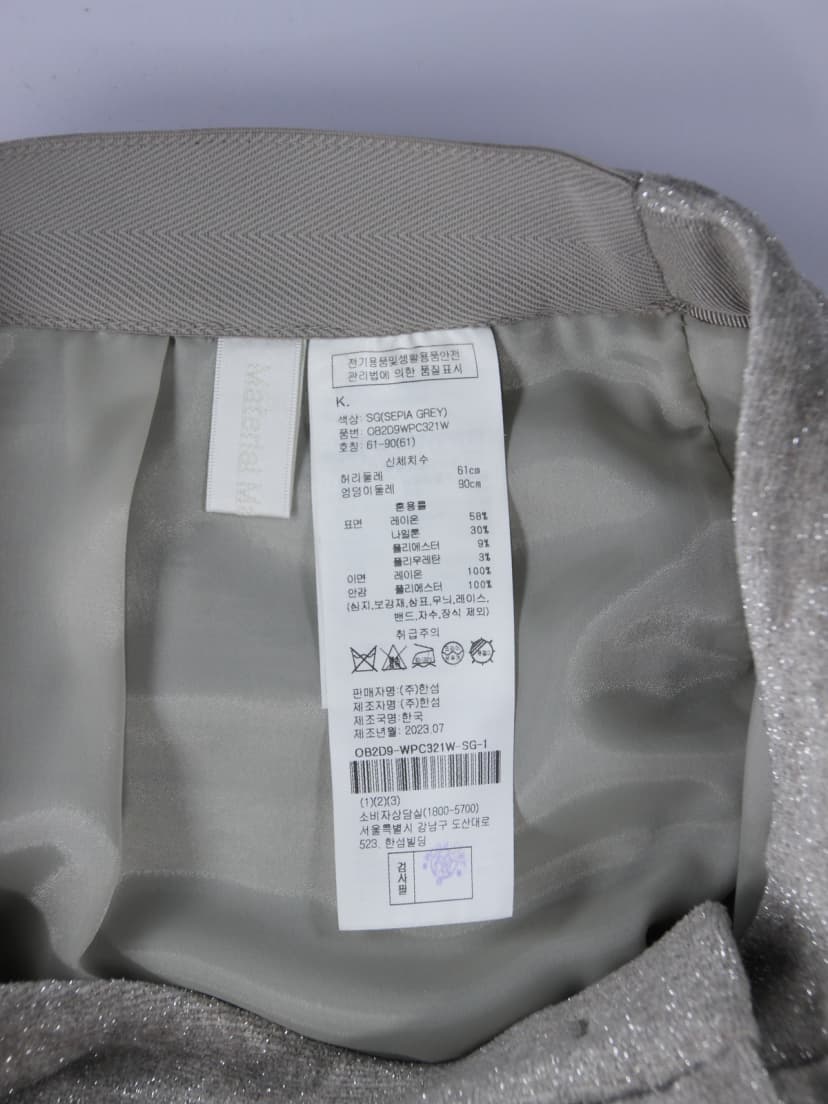 Material M
전기용품및생활용품안전
관리법에 의한 품질표시
K.
색상: SG(SEPIA GREY)
품번: OB2D9WPC321W
호칭: 61-90(61)
신체치수
허리둘레 61cm
엉덩이둘레 90cm
혼용률
표면 레이온 58%
나일론 30%
폴리에스터 9%
폴리우레탄 3%
이면 레이온 100%
안감 폴리에스터 100%
(심지,보강재,상표,무늬,레이스,
밴드,자수,장식 제외)
취급주의
판매자명:(주)한섬
제조자명:(주)한섬
제조국명:한국
제조년월: 2023.07
OB2D9-WPC321W-SG-1
(1)(2)(3)
소비자상담실(1800-5700)
서울특별시 강남구 도산대로
523. 한섬빌딩
검사필